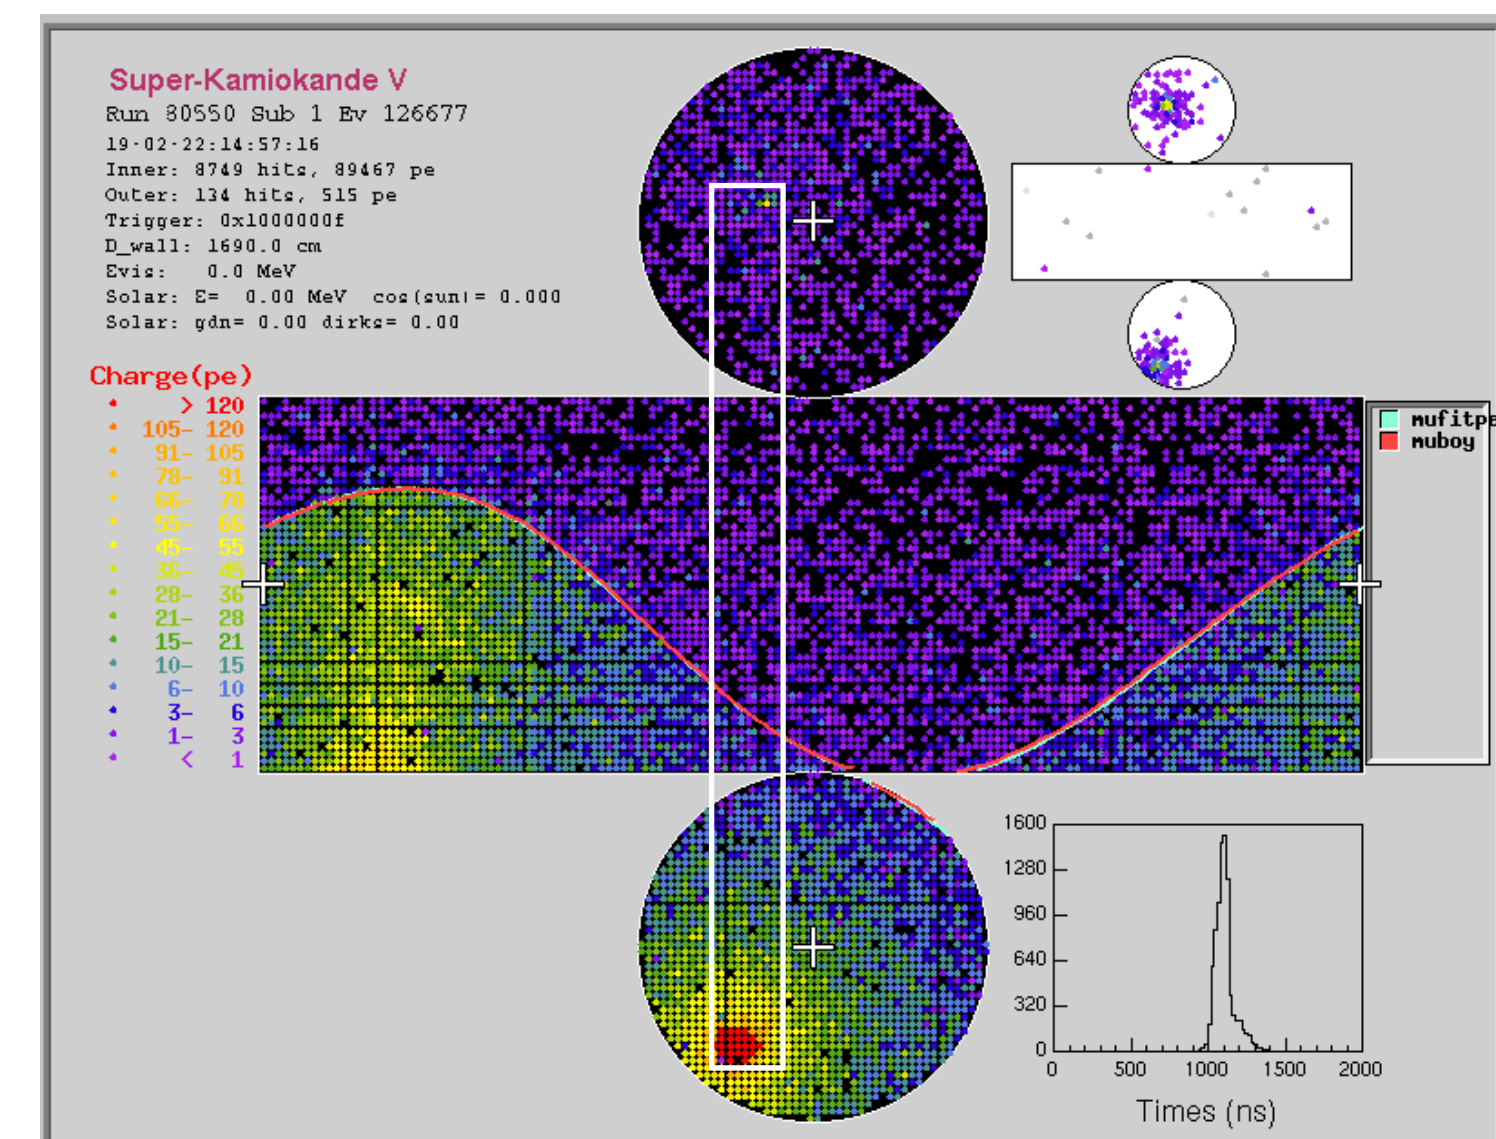 Super-Kamiokande V
Run 80550 Sub 1 Ev 126677
19-02-22:14:57:16
Inner: 8749 hits, 89467 pe
Outer: 134 hits, 515 pe
Trigger: 0x1000000f
D_wall: 1690.0 cm
Evis: 0.0 MeV
Solar: E= 0.00 MeV cos(sun)= 0.000
Solar: gdn= 0.00 dirks= 0.00
Charge(pe)
> 120
105- 120
91- 105
78- 91
66- 78
55- 66
45- 55
36- 45
28- 36
21- 28
15- 21
10- 15
6- 10
3- 6
1- 3
< 1
mufitpe
muboy
1600
1280
960
640
320
0
0 500 1000 1500 2000
Times (ns)